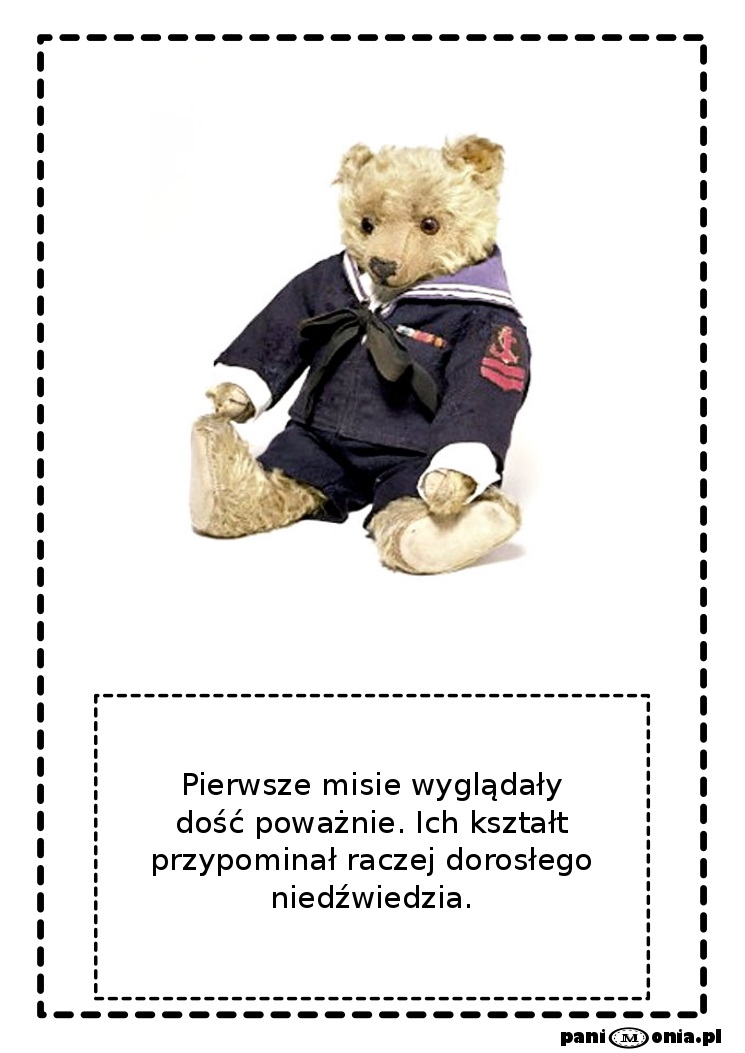 Pierwsze misie wyglądały
dość poważnie. Ich kształt
przypominał raczej dorosłego
niedźwiedzia.
paniMonia.pl